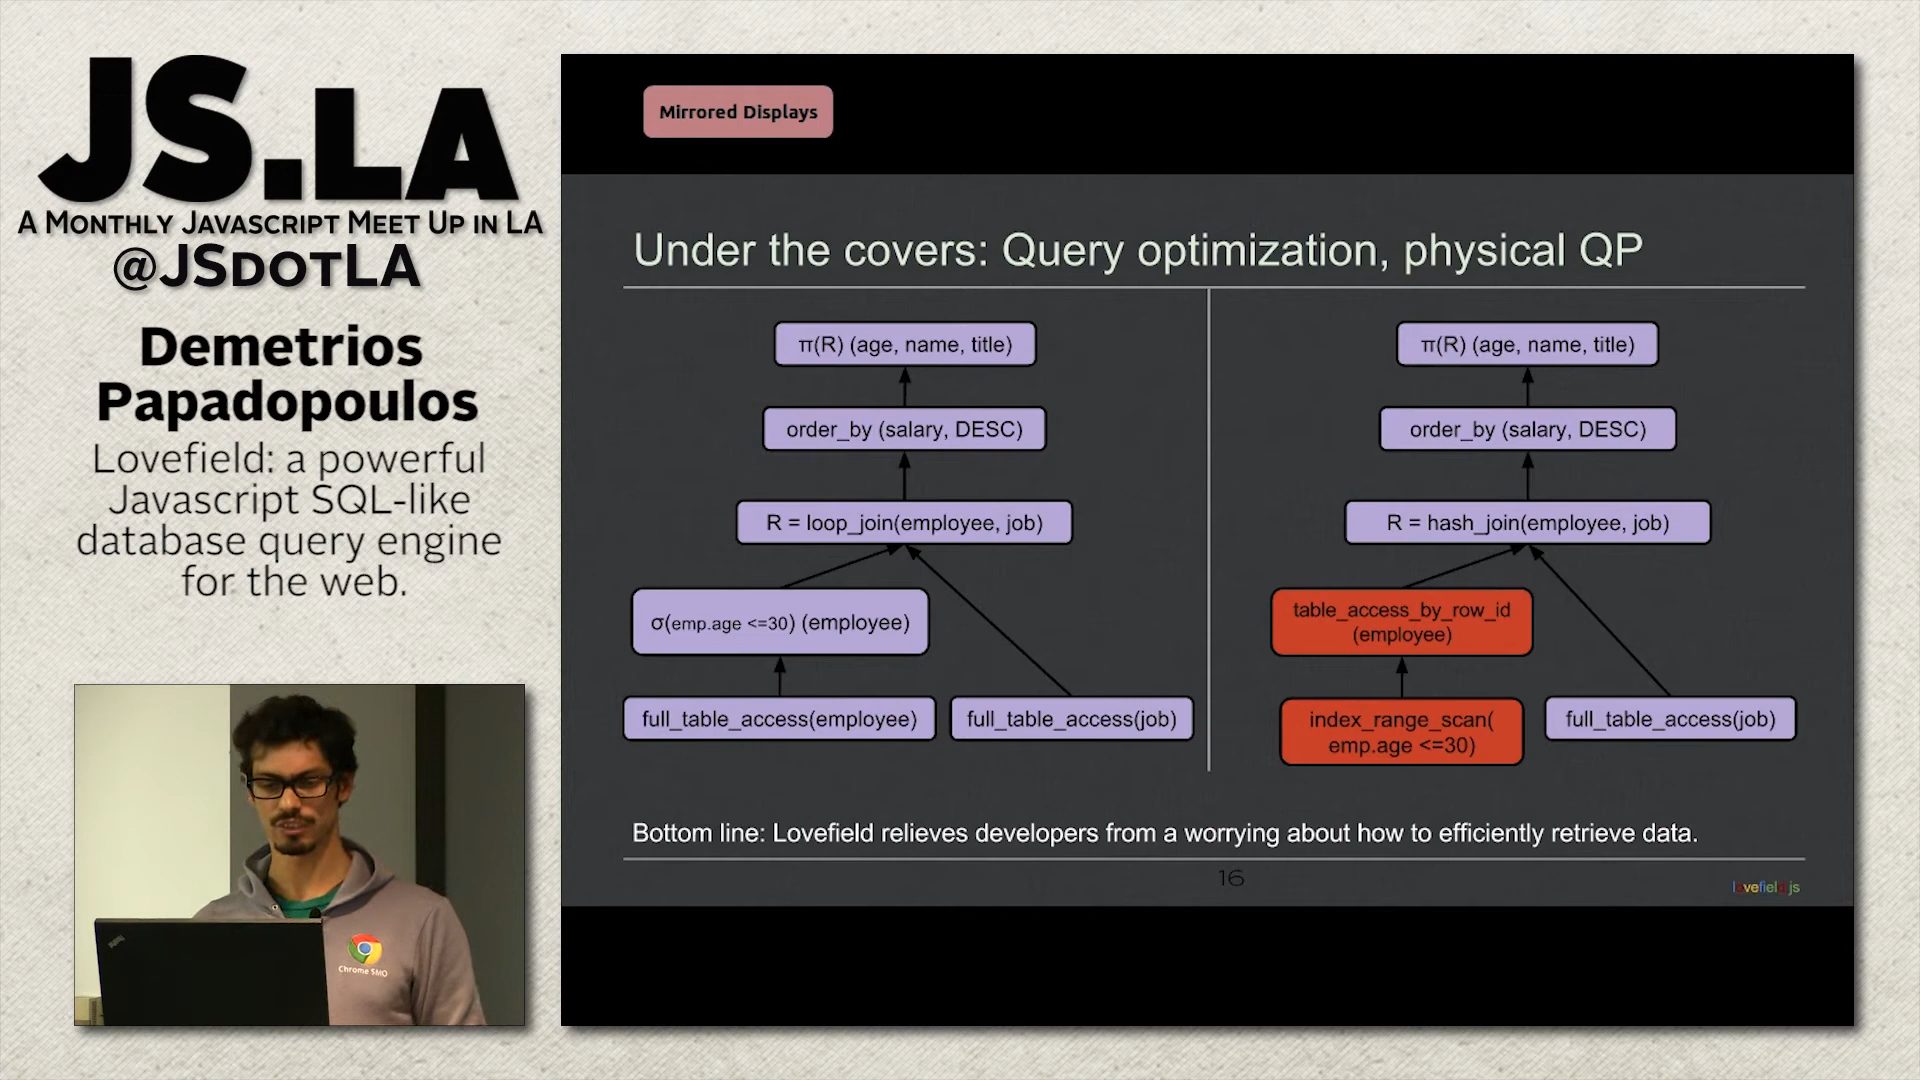 JS.LA
A Monthly Javascript Meet Up in LA
@JSdotLA
Demetrios
Papadopoulos
Lovefield: a powerful
Javascript SQL-like
database query engine
for the web.
Chrome SMO
Mirrored Displays
Under the covers: Query optimization, physical QP
π(R) (age, name, title)
order_by (salary, DESC)
R = loop_join(employee, job)
σ(emp.age <=30) (employee)
full_table_access(employee)
full_table_access(job)
π(R) (age, name, title)
order_by (salary, DESC)
R = hash_join(employee, job)
table_access_by_row_id
(employee)
index_range_scan(
emp.age <=30)
full_table_access(job)
Bottom line: Lovefield relieves developers from a worrying about how to efficiently retrieve data.
16
lovefield.js